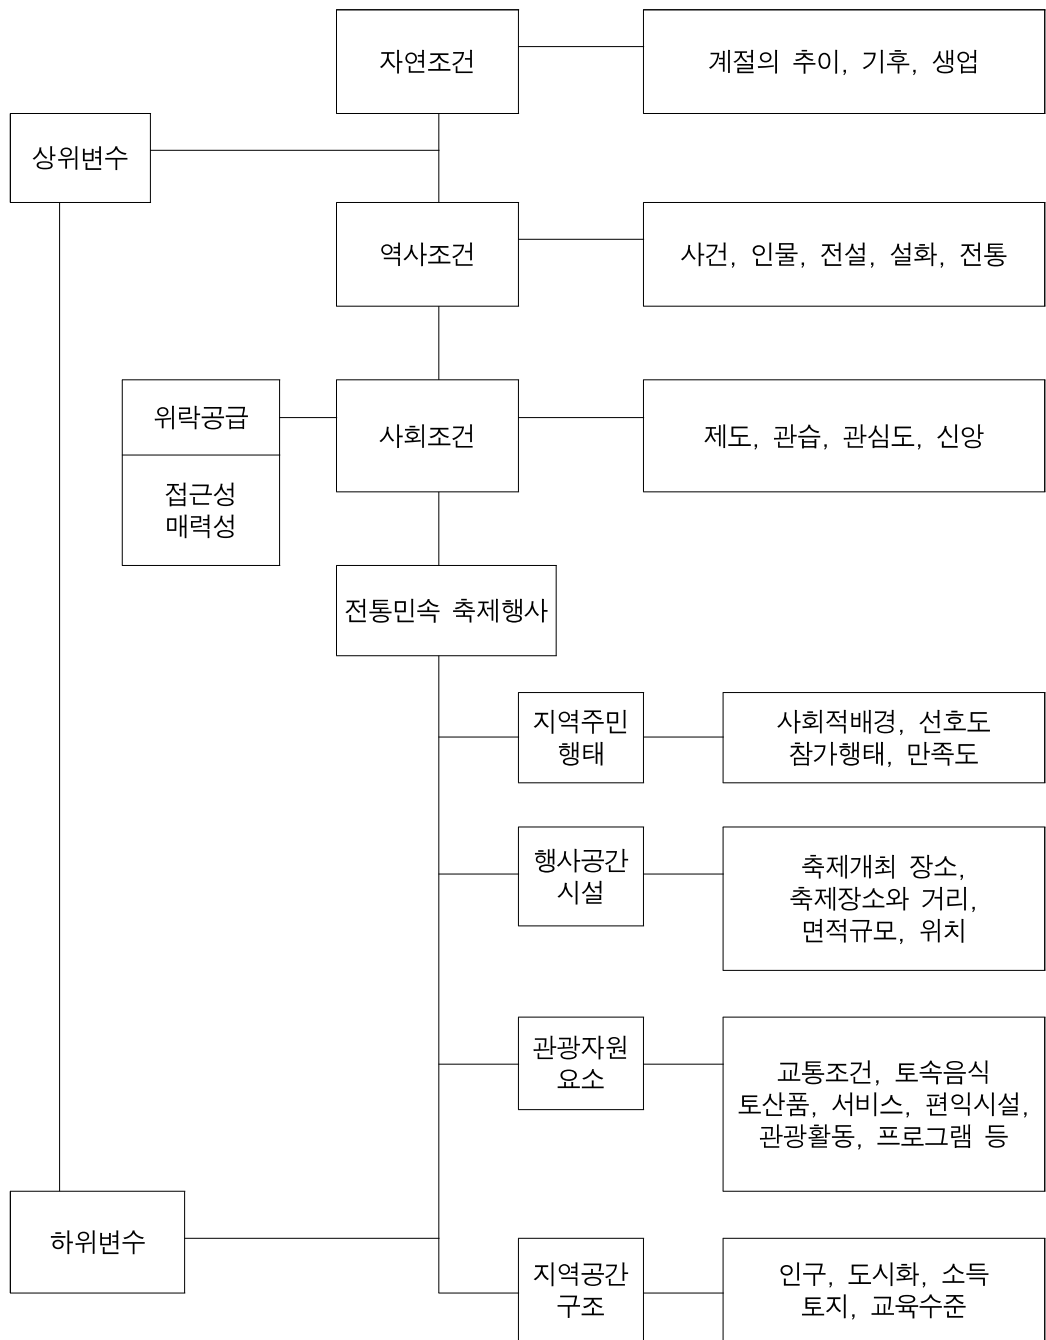 자연조건
계절의 추이, 기후, 생업
상위변수
역사조건
사건, 인물, 전설, 설화, 전통
위락공급
사회조건
제도, 관습, 관심도, 신앙
접근성
매력성
전통민속 축제행사
지역주민
행태
사회적배경, 선호도
참가행태, 만족도
행사공간
시설
축제개최 장소,
축제장소와 거리,
면적규모, 위치
관광자원
요소
교통조건, 토속음식
토산품, 서비스, 편익시설,
관광활동, 프로그램 등
하위변수
지역공간
구조
인구, 도시화, 소득
토지, 교육수준